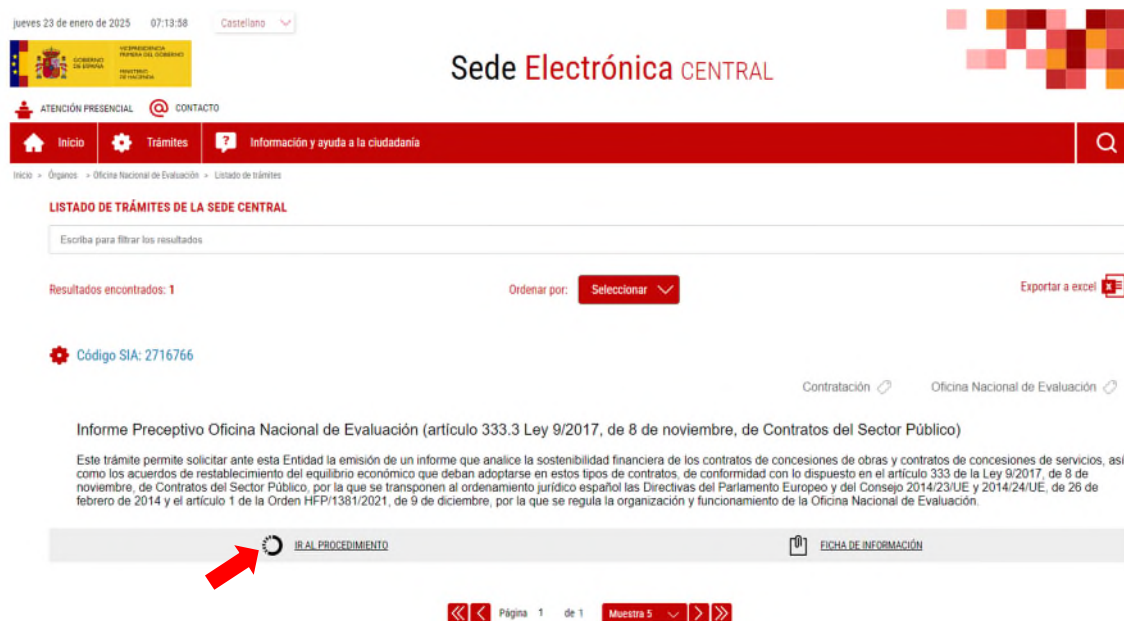 jueves 23 de enero de 2025 07:13:58 Castellano
GOBIERNO DE ESPAÑA
VICEPRESIDENCIA PRIMERA DEL GOBIERNO
MINISTERIO DE HACIENDA
Sede Electrónica CENTRAL
ATENCIÓN PRESENCIAL CONTACTO
Inicio Trámites Información y ayuda a la ciudadanía
Inicio > Órganos > Oficina Nacional de Evaluación > Listado de trámites
LISTADO DE TRÁMITES DE LA SEDE CENTRAL
Escriba para filtrar los resultados
Resultados encontrados: 1 Ordenar por: Seleccionar Exportar a excel
Código SIA: 2716766
Contratación Oficina Nacional de Evaluación
Informe Preceptivo Oficina Nacional de Evaluación (artículo 333.3 Ley 9/2017, de 8 de noviembre, de Contratos del Sector Público)
Este trámite permite solicitar ante esta Entidad la emisión de un informe que analice la sostenibilidad financiera de los contratos de concesiones de obras y contratos de concesiones de servicios, así
como los acuerdos de restablecimiento del equilibrio económico que deban adoptarse en estos tipos de contratos, de conformidad con lo dispuesto en el artículo 333 de la Ley 9/2017, de 8 de
noviembre, de Contratos del Sector Público, por la que se transponen al ordenamiento jurídico español las Directivas del Parlamento Europeo y del Consejo 2014/23/UE y 2014/24/UE, de 26 de
febrero de 2014 y el artículo 1 de la Orden HFP/1381/2021, de 9 de diciembre, por la que se regula la organización y funcionamiento de la Oficina Nacional de Evaluación.
IR AL PROCEDIMIENTO FICHA DE INFORMACIÓN
Página 1 de 1 Muestra 5